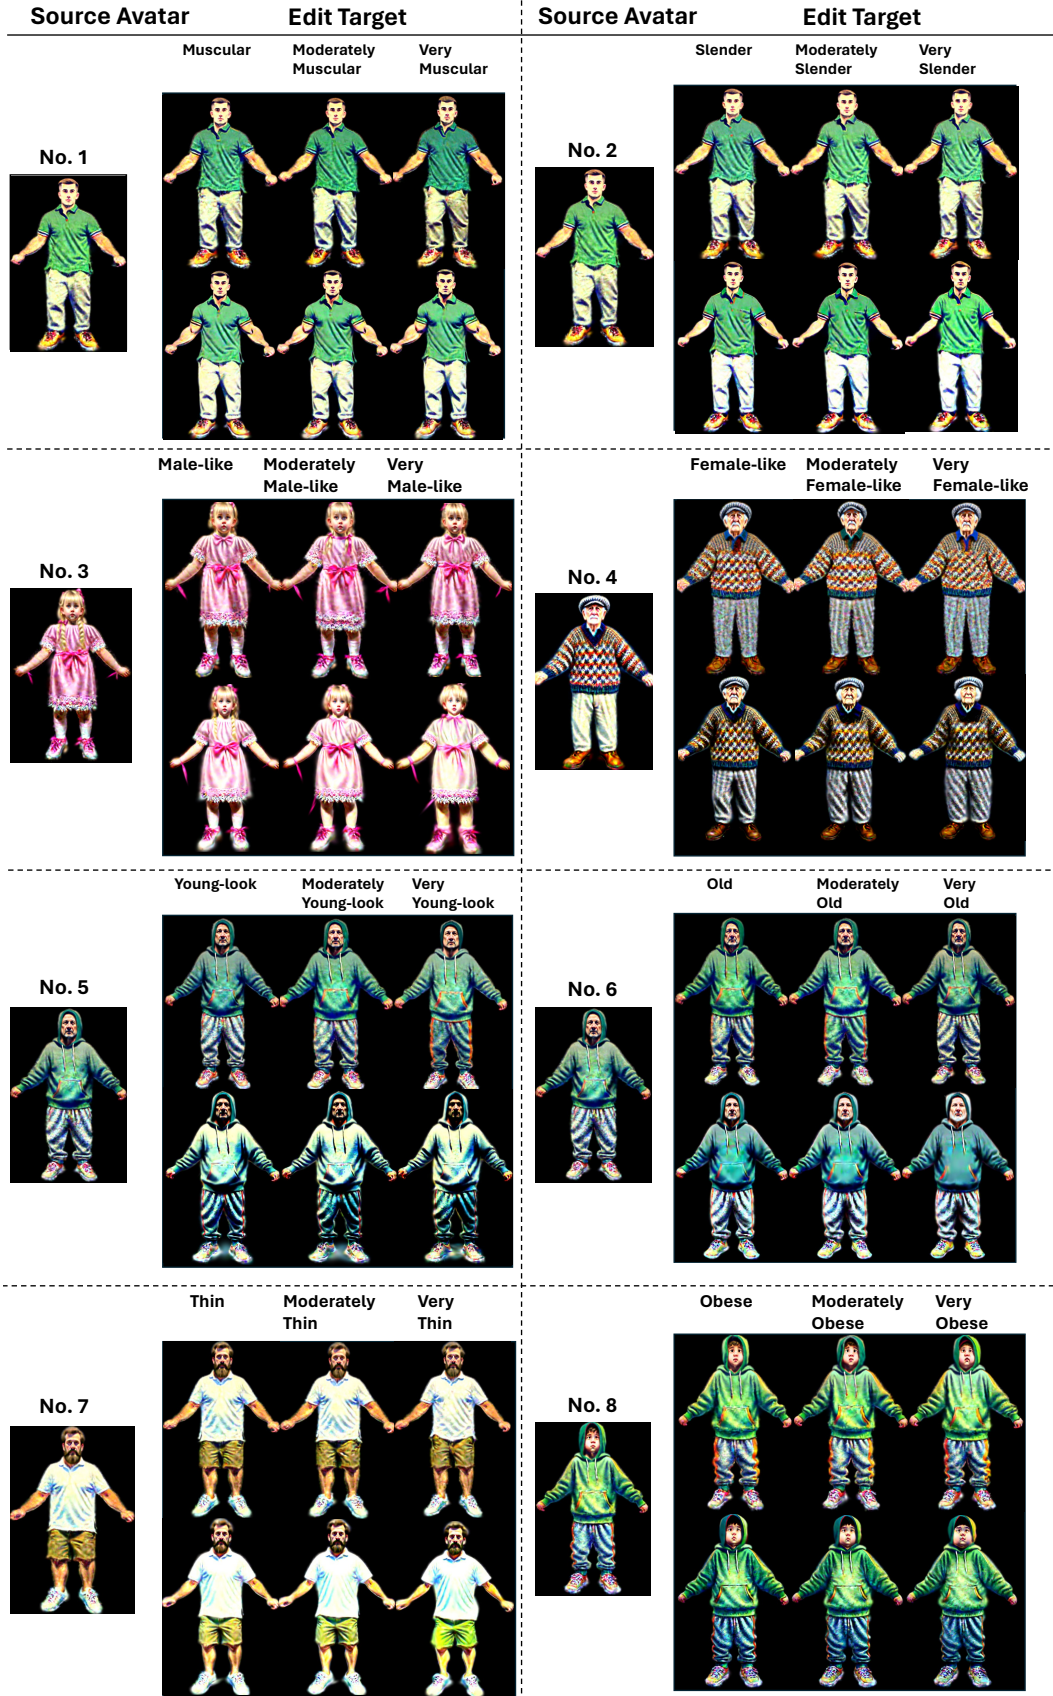 Source Avatar Edit Target Source Avatar Edit Target
Muscular Moderately Muscular Very Muscular
No. 1
Slender Moderately Slender Very Slender
No. 2
Male-like Moderately Male-like Very Male-like
No. 3
Female-like Moderately Female-like Very Female-like
No. 4
Young-look Moderately Young-look Very Young-look
No. 5
Old Moderately Old Very Old
No. 6
Thin Moderately Thin Very Thin
No. 7
Obese Moderately Obese Very Obese
No. 8